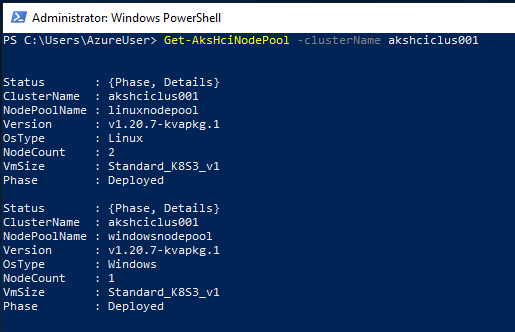 Administrator: Windows PowerShell
PS C:\Users\AzureUser> Get-AksHciNodePool -clusterName akshciclus001
Status : {Phase, Details}
ClusterName : akshciclus001
NodePoolName : linuxnodepool
Version : v1.20.7-kvapkg.1
OsType : Linux
NodeCount : 2
VmSize : Standard_K8S3_v1
Phase : Deployed
Status : {Phase, Details}
ClusterName : akshciclus001
NodePoolName : windowsnodepool
Version : v1.20.7-kvapkg.1
OsType : Windows
NodeCount : 1
VmSize : Standard_K8S3_v1
Phase : Deployed